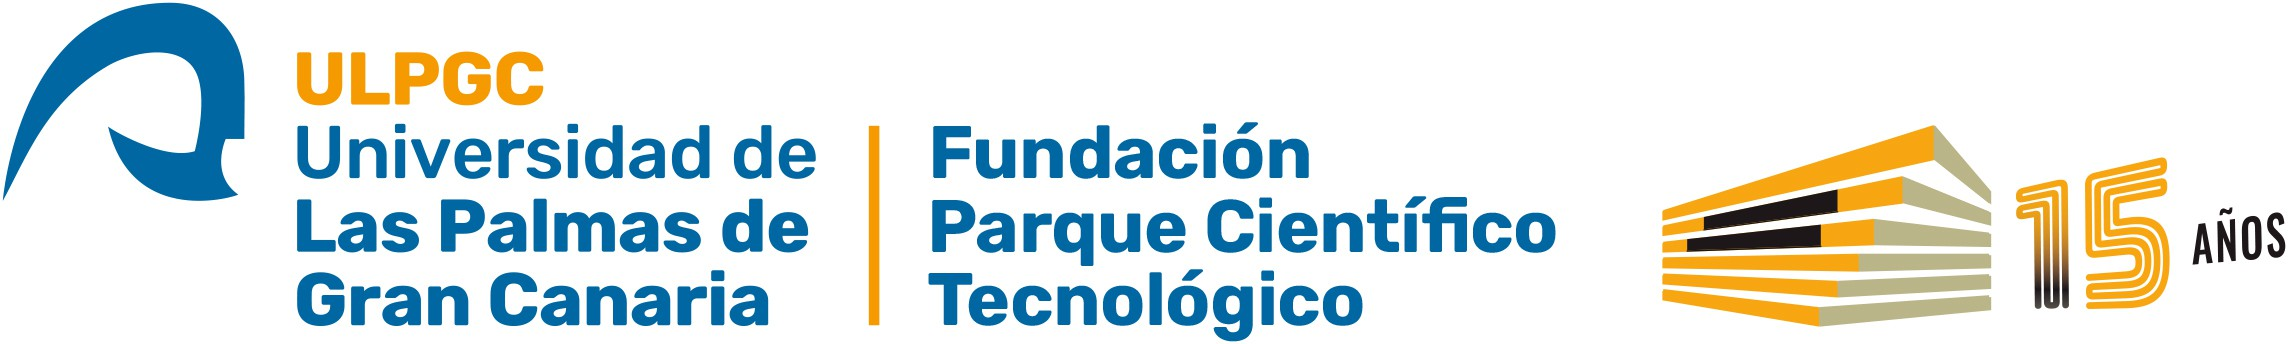 ULPGC
Universidad de
Las Palmas de
Gran Canaria
Fundación
Parque Científico
Tecnológico
15 AÑOS